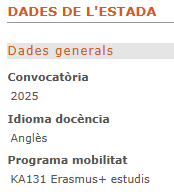 DADES DE L'ESTADA
Dades generals
Convocatòria
2025
Idioma docència
Anglès
Programa mobilitat
KA131 Erasmus+ estudis